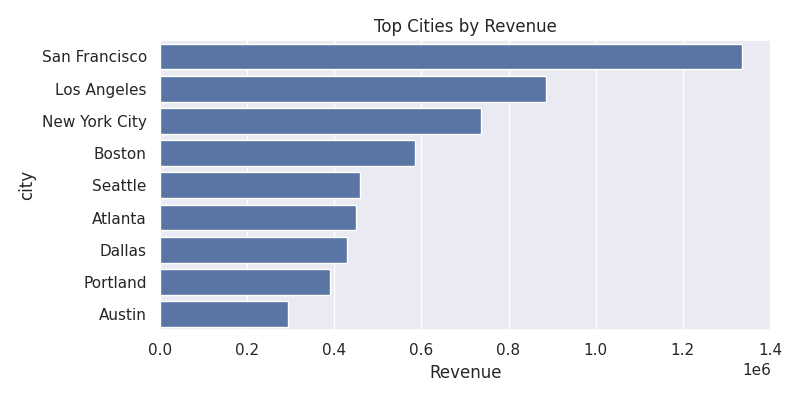 Top Cities by Revenue
San Francisco
Los Angeles
New York City
Boston
Seattle
Atlanta
Dallas
Portland
Austin
city
0.0 0.2 0.4 0.6 0.8 1.0 1.2 1.4
1e6
Revenue